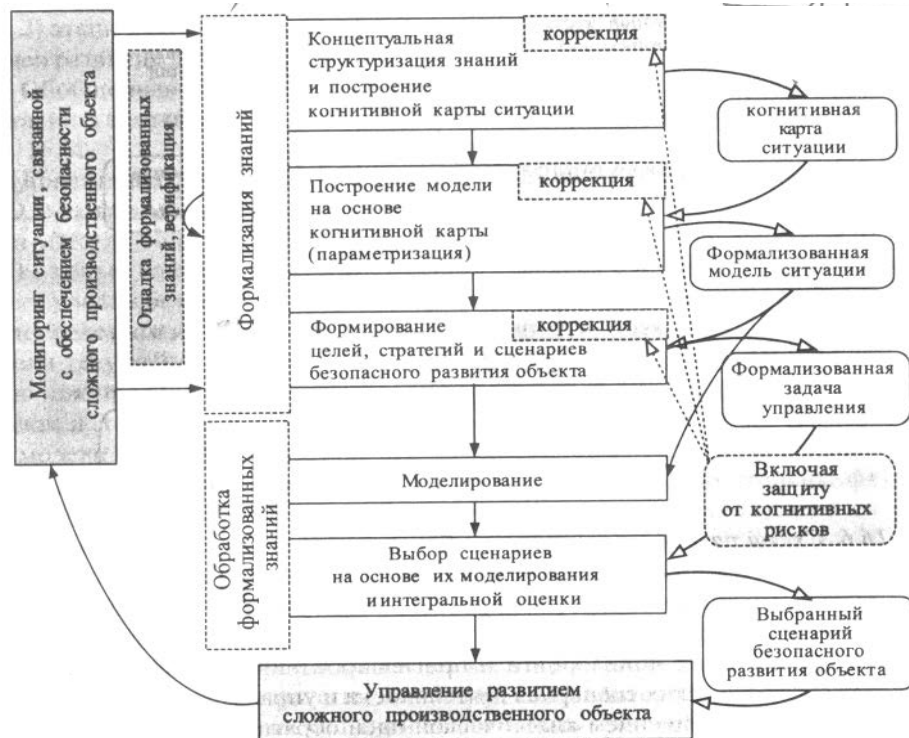 коррекция
Концептуальная
структуризация знаний
и построение
когнитивной карты ситуации
когнитивная
карта
ситуации
Мониторинг ситуации, связанной
с обеспечением безопасности
сложного производственного объекта
Отладка формализованных
знаний, верификация
Формализация знаний
коррекция
Построение модели
на основе
когнитивной карты
(параметризация)
Формализованная
модель ситуации
коррекция
Формирование
целей, стратегий и сценариев
безопасного развития объекта
Формализованная
задача
управления
Обработка
формализованных
знаний
Моделирование
Включая
защиту
от когнитивных
рисков
Выбор сценариев
на основе их моделирования
и интегральной оценки
Выбранный
сценарий
безопасного
развития объекта
Управление развитием
сложного производственного объекта